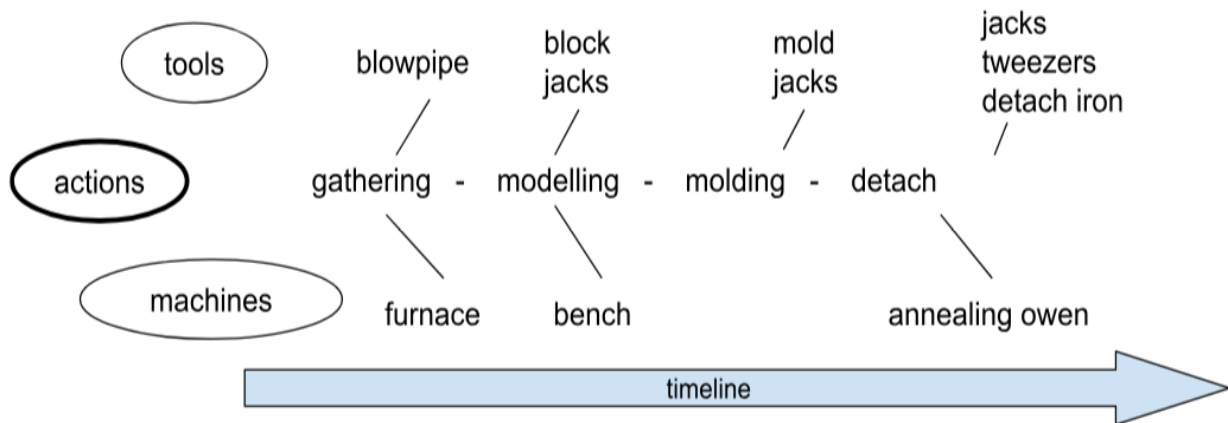 tools
blowpipe
block
jacks
mold
jacks
jacks
tweezers
detach iron
actions
gathering - modelling - molding - detach
machines
furnace
bench
annealing owen
timeline